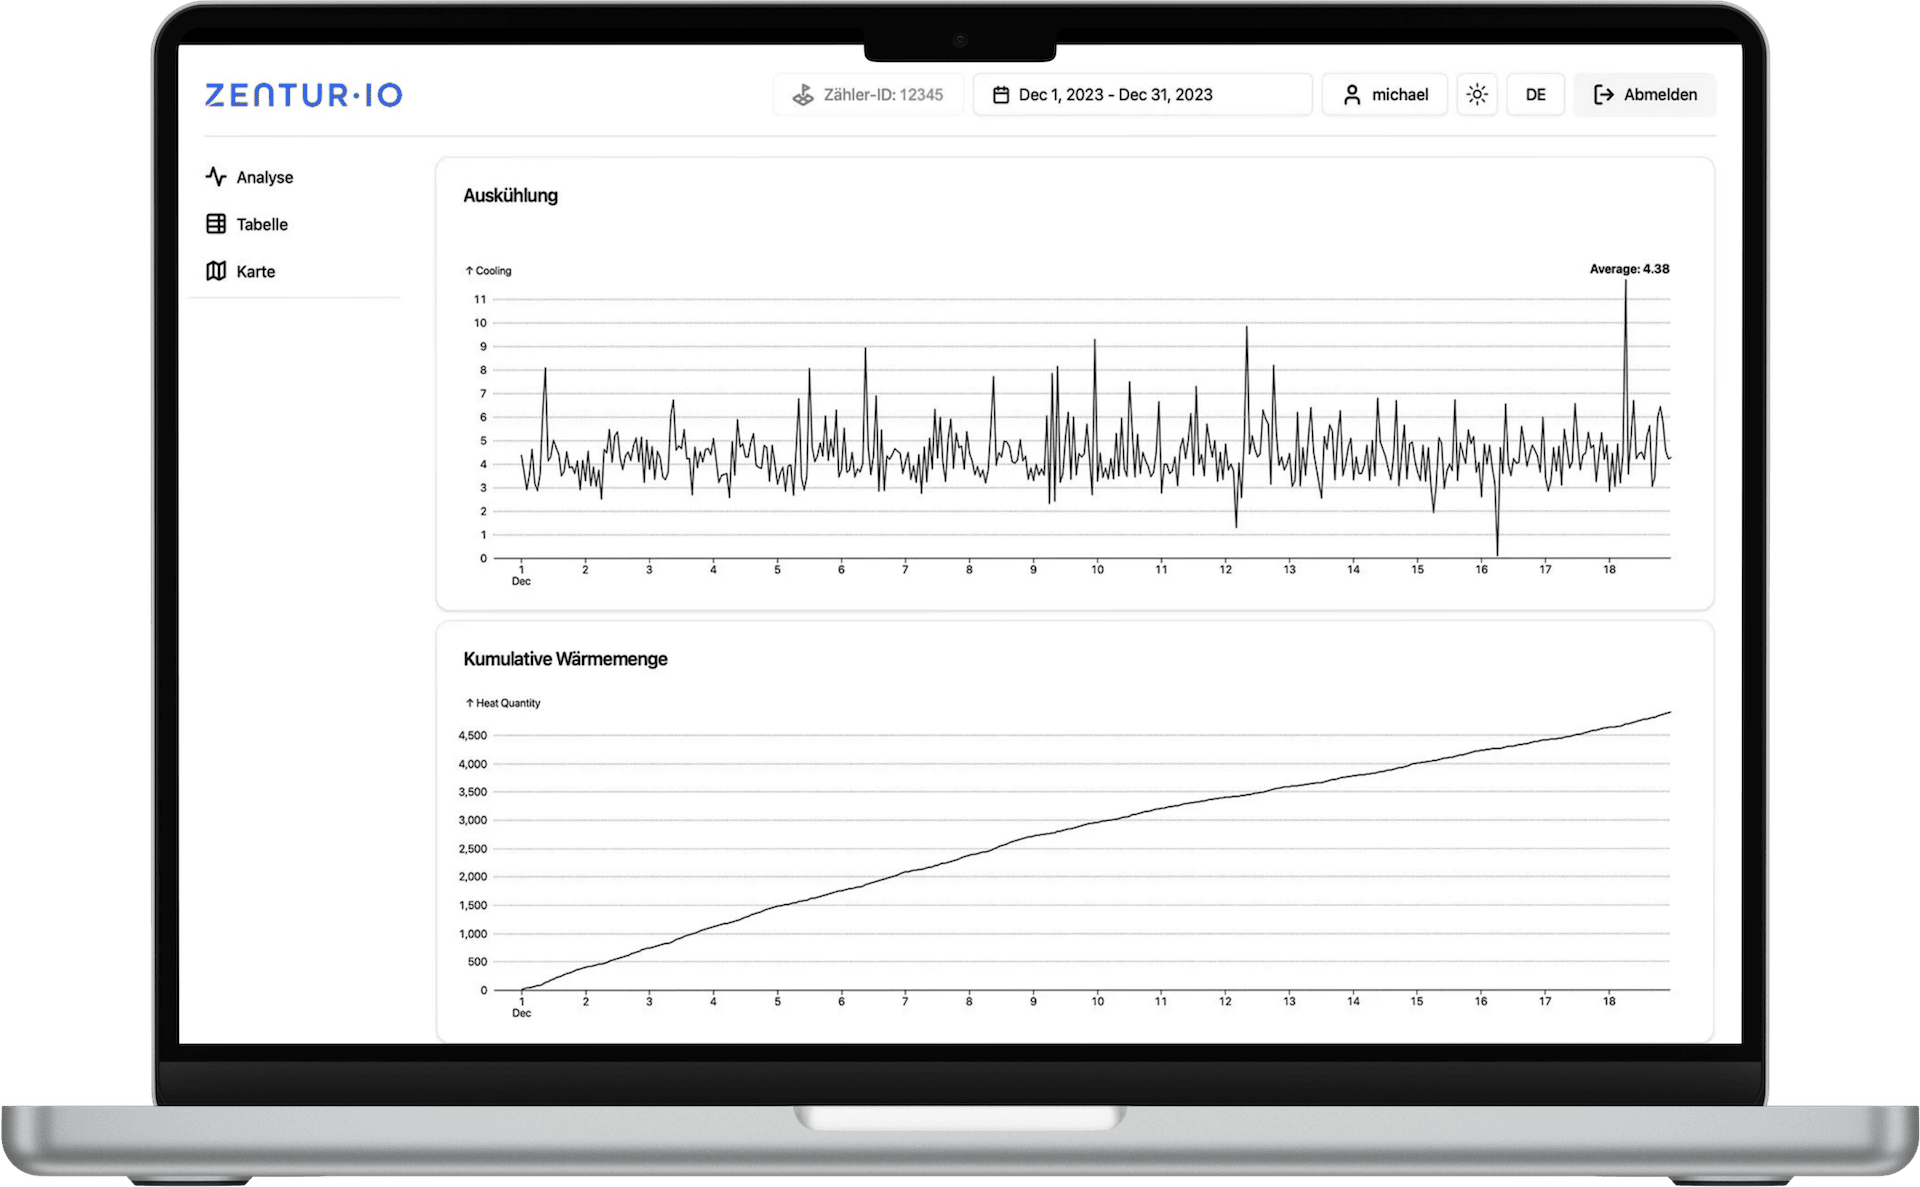 ZENTUR·IO
Zähler-ID: 12345
Dec 1, 2023 - Dec 31, 2023
michael
DE
Abmelden
Analyse
Tabelle
Karte
Auskühlung
↑ Cooling
Average: 4.38
11
10
9
8
7
6
5
4
3
2
1
0
1 2 3 4 5 6 7 8 9 10 11 12 13 14 15 16 17 18
Dec
Kumulative Wärmemenge
↑ Heat Quantity
4,500
4,000
3,500
3,000
2,500
2,000
1,500
1,000
500
0
1 2 3 4 5 6 7 8 9 10 11 12 13 14 15 16 17 18
Dec